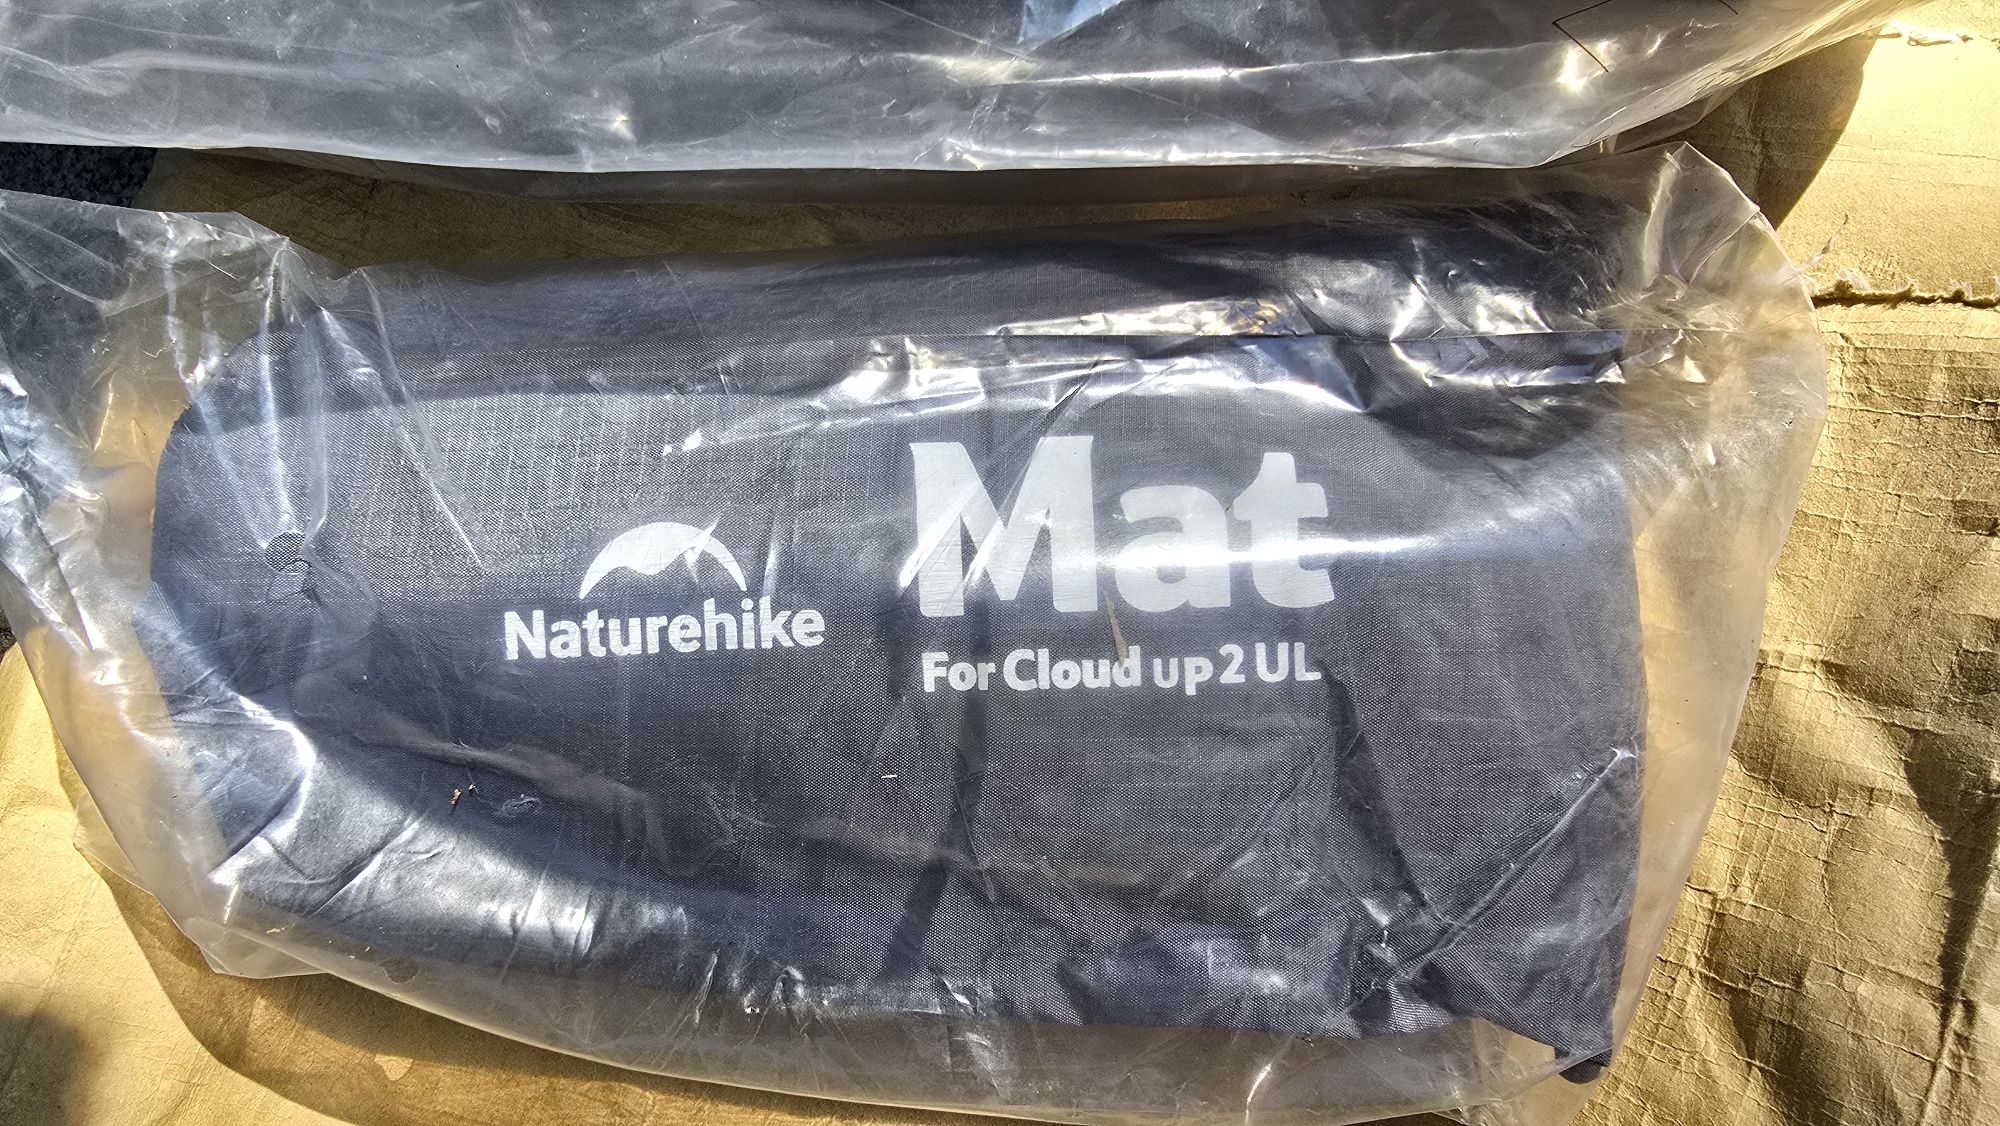 Naturehike
Mat
For Cloud up 2 UL